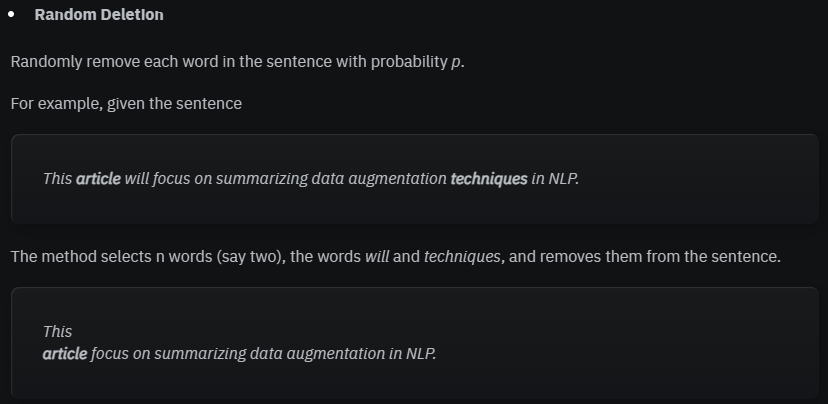 • Random Deletion
Randomly remove each word in the sentence with probability p.
For example, given the sentence
This article will focus on summarizing data augmentation techniques in NLP.
The method selects n words (say two), the words will and techniques, and removes them from the sentence.
This
article focus on summarizing data augmentation in NLP.